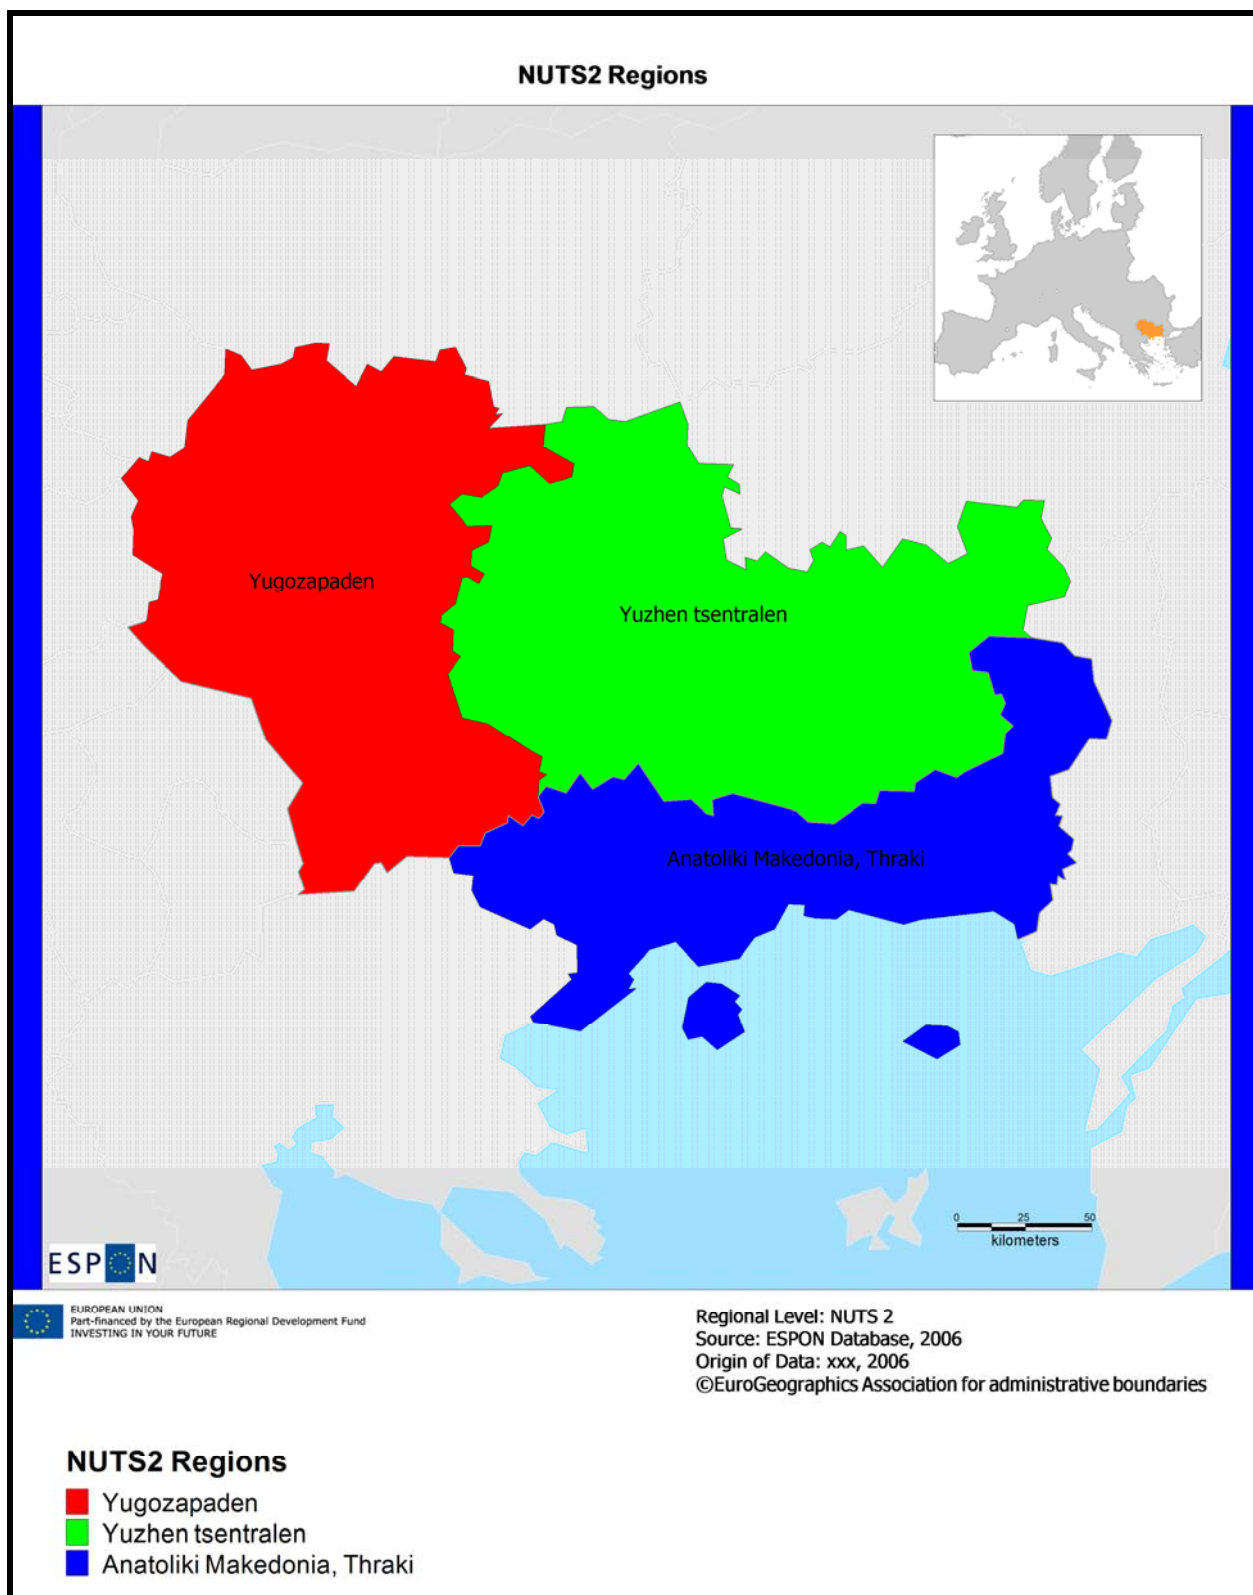 NUTS2 Regions
Yugozapaden
Yuzhen tsentralen
Anatoliki Makedonia, Thraki
0 25 50
kilometers
ESPON
EUROPEAN UNION
Part-financed by the European Regional Development Fund
INVESTING IN YOUR FUTURE
Regional Level: NUTS 2
Source: ESPON Database, 2006
Origin of Data: xxx, 2006
©EuroGeographics Association for administrative boundaries
NUTS2 Regions
Yugozapaden
Yuzhen tsentralen
Anatoliki Makedonia, Thraki